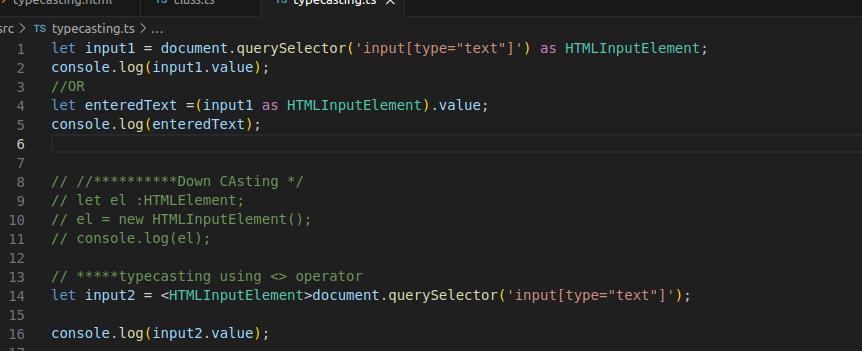 typecasting.html TS class.ts TS typecasting.ts ×
src > TS typecasting.ts > ...
1 let input1 = document.querySelector('input[type="text"]') as HTMLInputElement;
2 console.log(input1.value);
3 //OR
4 let enteredText =(input1 as HTMLInputElement).value;
5 console.log(enteredText);
6
7
8 // //**********Down CAsting */
9 // let el :HTMLElement;
10 // el = new HTMLInputElement();
11 // console.log(el);
12
13 // *****typecasting using <> operator
14 let input2 = <HTMLInputElement>document.querySelector('input[type="text"]');
15
16 console.log(input2.value);
17